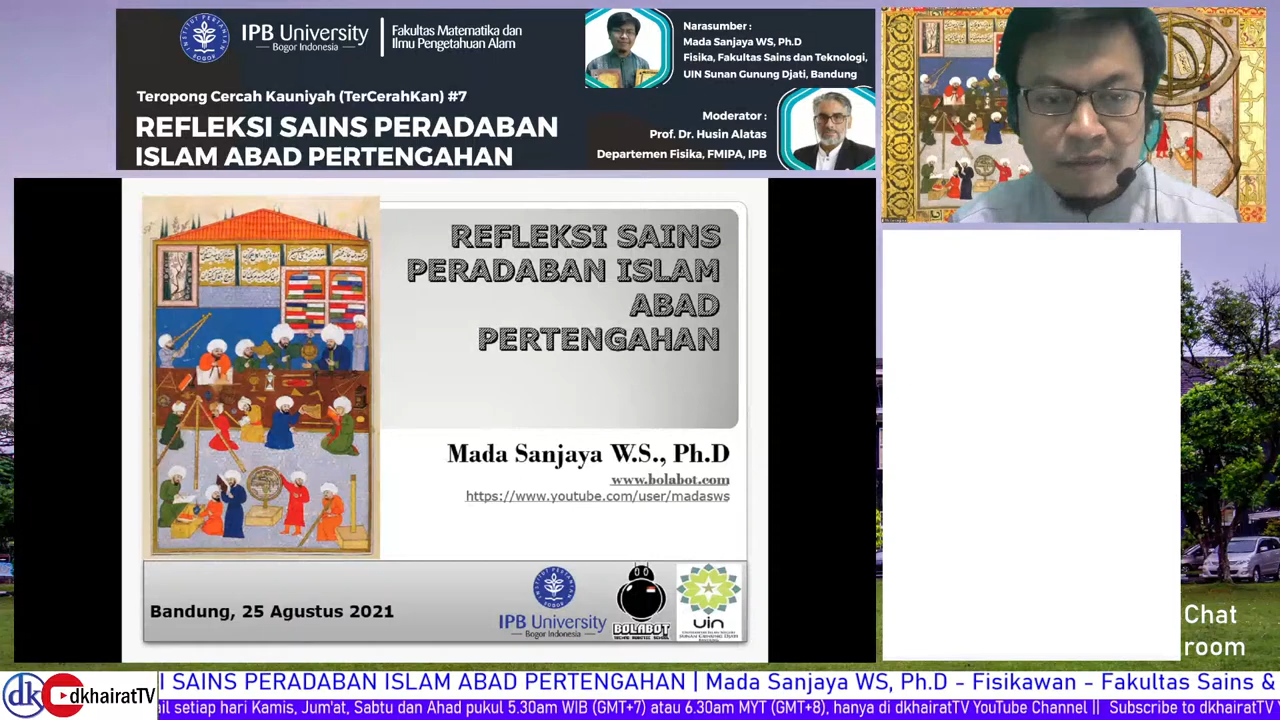 IPB University
Bogor Indonesia
Fakultas Matematika dan
Ilmu Pengetahuan Alam
Teropong Cercah Kauniyah (TerCerahKan) #7
REFLEKSI SAINS PERADABAN
ISLAM ABAD PERTENGAHAN
Narasumber :
Mada Sanjaya WS, Ph.D
Fisika, Fakultas Sains dan Teknologi,
UIN Sunan Gunung Djati, Bandung
Moderator :
Prof. Dr. Husin Alatas
Departemen Fisika, FMIPA, IPB
REFLEKSI SAINS
PERADABAN ISLAM
ABAD
PERTENGAHAN
Mada Sanjaya W.S., Ph.D
www.bolabot.com
https://www.youtube.com/user/madasws
Bandung, 25 Agustus 2021
IPB University
Bogor Indonesia
BOLABOT
uin
Chat
room
dk dkhairatTV
I SAINS PERADABAN ISLAM ABAD PERTENGAHAN | Mada Sanjaya WS, Ph.D - Fisikawan - Fakultas Sains &
ail setiap hari Kamis, Jum'at, Sabtu dan Ahad pukul 5.30am WIB (GMT+7) atau 6.30am MYT (GMT+8), hanya di dkhairatTV YouTube Channel || Subscribe to dkhairatTV